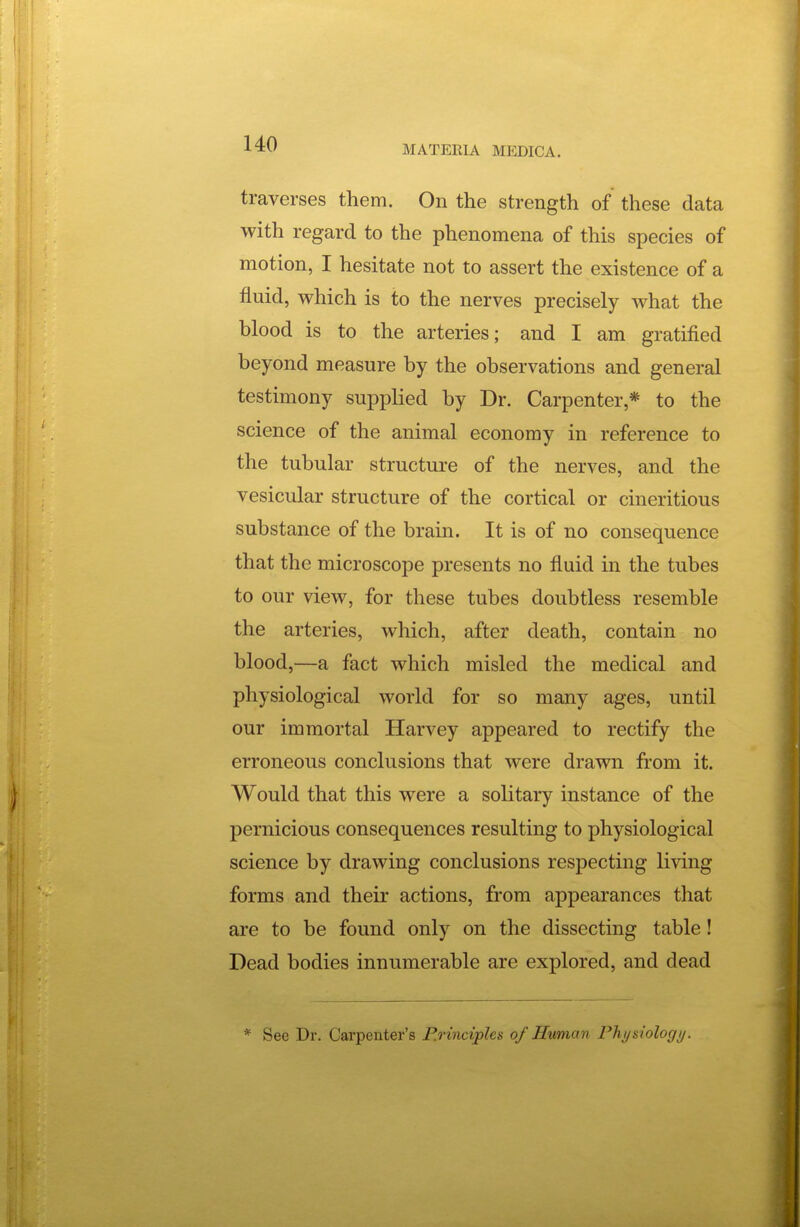 140
MATERIA MEDICA.
traverses them. On the strength of these data
with regard to the phenomena of this species of
motion, I hesitate not to assert the existence of a
fluid, which is to the nerves precisely what the
blood is to the arteries; and I am gratified
beyond measure by the observations and general
testimony supplied by Dr. Carpenter,* to the
science of the animal economy in reference to
the tubular structure of the nerves, and the
vesicular structure of the cortical or cineritious
substance of the brain. It is of no consequence
that the microscope presents no fluid in the tubes
to our view, for these tubes doubtless resemble
the arteries, which, after death, contain no
blood,—a fact which misled the medical and
physiological world for so many ages, until
our immortal Harvey appeared to rectify the
erroneous conclusions that were drawn from it.
Would that this were a solitary instance of the
pernicious consequences resulting to physiological
science by drawing conclusions respecting living
forms and their actions, from appearances that
are to be found only on the dissecting table!
Dead bodies innumerable are explored, and dead
* See Dr. Carpenter's Principles of Human Physiology.